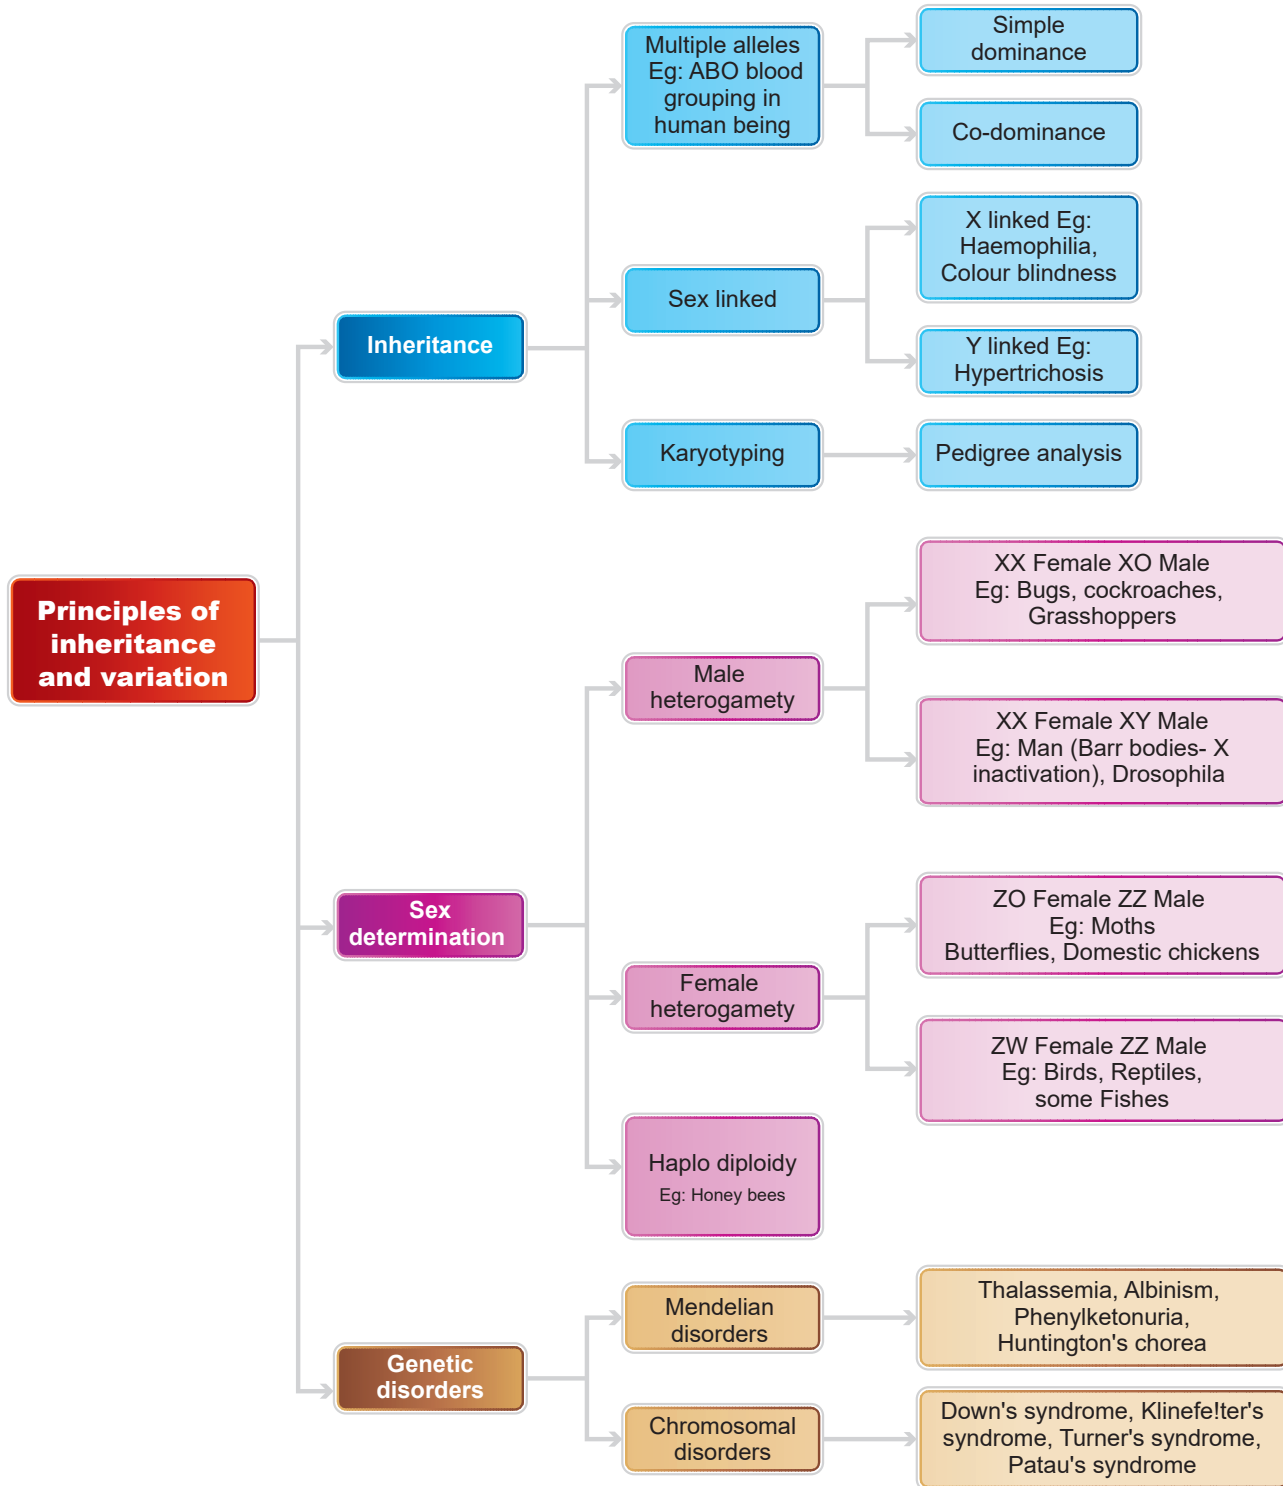 Principles of
inheritance
and variation
Inheritance
Multiple alleles
Eg: ABO blood
grouping in
human being
Simple
dominance
Co-dominance
Sex linked
X linked Eg:
Haemophilia,
Colour blindness
Y linked Eg:
Hypertrichosis
Karyotyping
Pedigree analysis
Sex
determination
Male
heterogamety
XX Female XO Male
Eg: Bugs, cockroaches,
Grasshoppers
XX Female XY Male
Eg: Man (Barr bodies- X
inactivation), Drosophila
Female
heterogamety
ZO Female ZZ Male
Eg: Moths
Butterflies, Domestic chickens
ZW Female ZZ Male
Eg: Birds, Reptiles,
some Fishes
Haplo diploidy
Eg: Honey bees
Genetic
disorders
Mendelian
disorders
Thalassemia, Albinism,
Phenylketonuria,
Huntington's chorea
Chromosomal
disorders
Down's syndrome, Klinefe!ter's
syndrome, Turner's syndrome,
Patau's syndrome